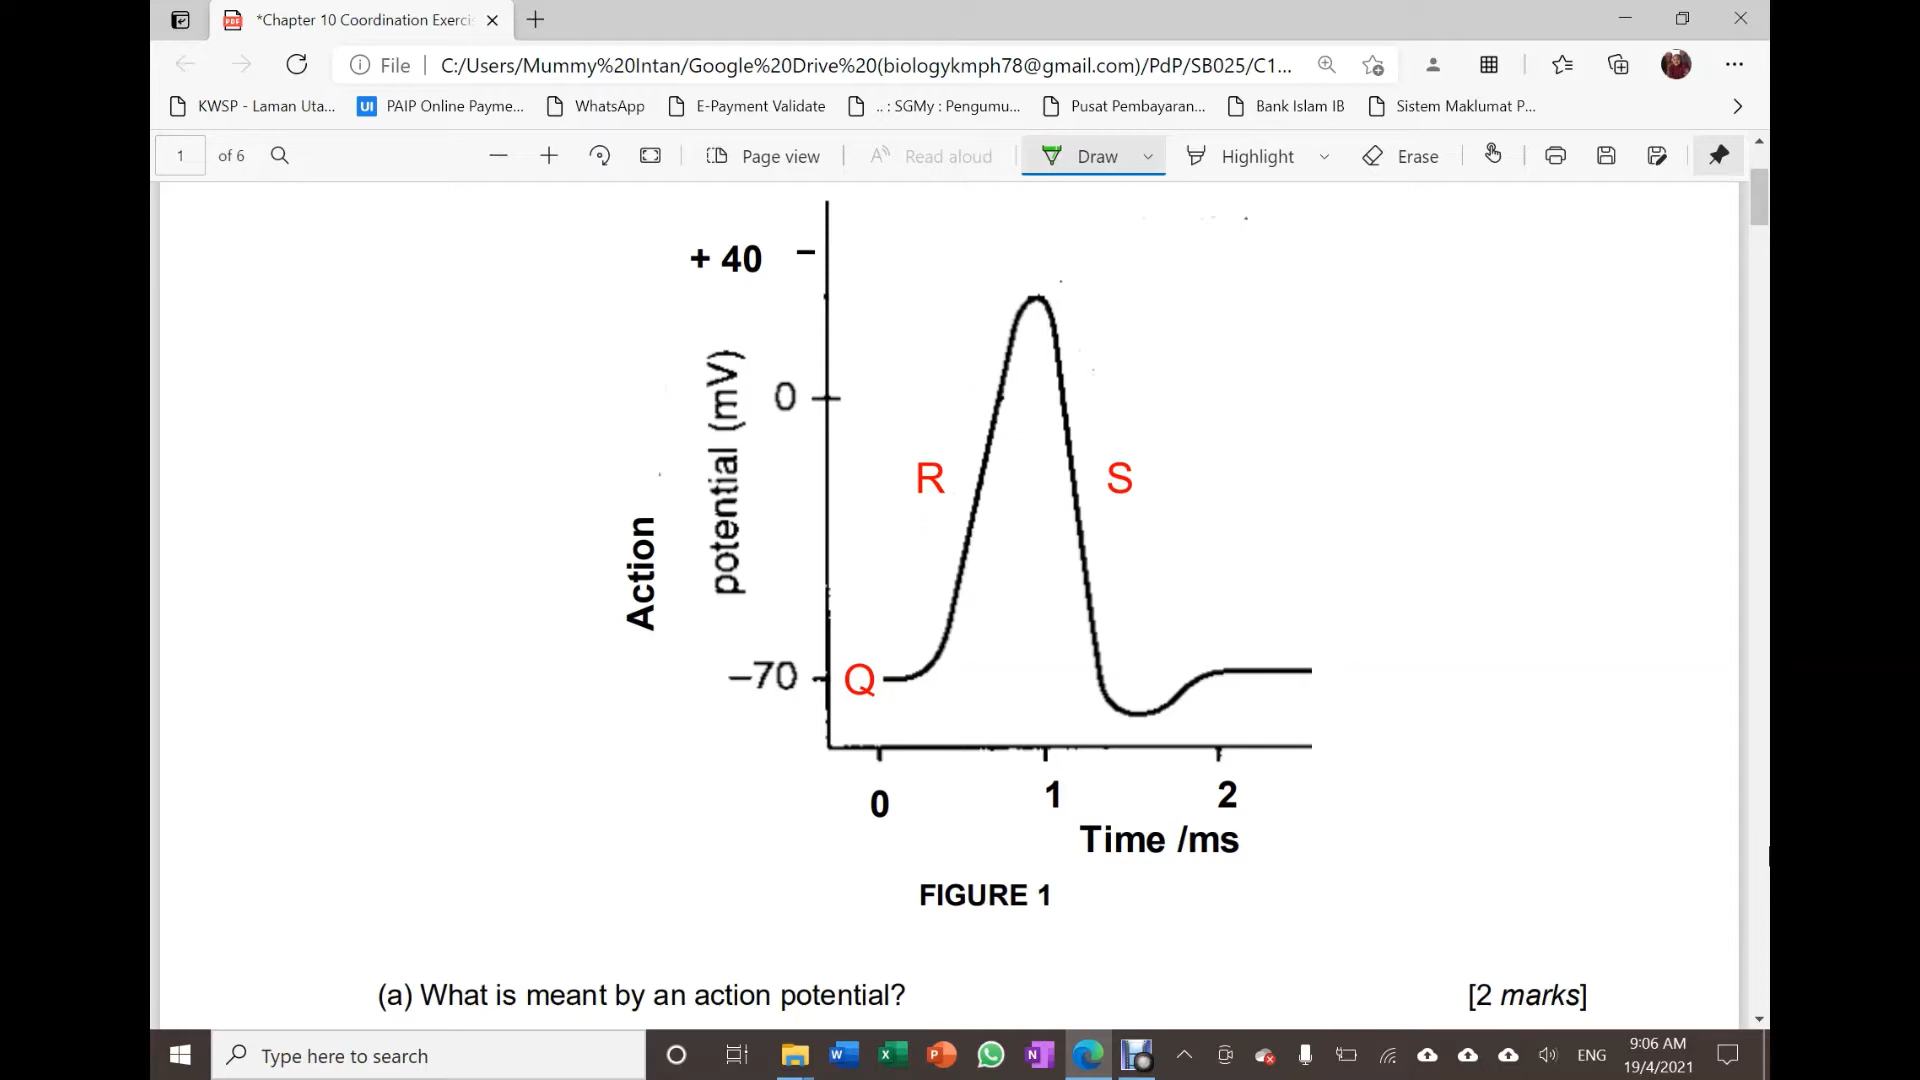 *Chapter 10 Coordination Exerci
File
C:/Users/Mummy%20Intan/Google%20Drive%20(biologykmph78@gmail.com)/PdP/SB025/C1...
KWSP - Laman Uta...
UI PAIP Online Payme...
WhatsApp
E-Payment Validate
.. : SGMy : Pengumu...
Pusat Pembayaran...
Bank Islam IB
Sistem Maklumat P...
1 of 6
Page view
Read aloud
Draw
Highlight
Erase
+ 40
Action
potential (mV)
0
R
S
–70
Q
0 1 2
Time /ms
FIGURE 1
(a) What is meant by an action potential? [2 marks]
Type here to search
ENG
9:06 AM
19/4/2021